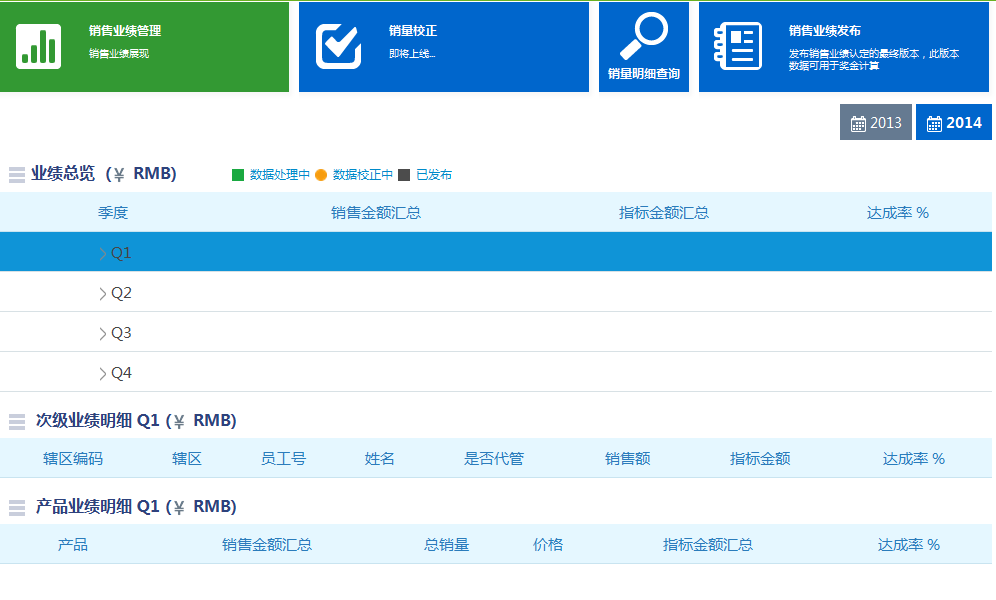 销售业绩管理
销售业绩展现
销量校正
即将上线...
销量明细查询
销售业绩发布
发布销售业绩认定的最终版本，此版本
数据可用于奖金计算
2013 2014
业绩总览 (¥ RMB) 数据处理中 数据校正中 已发布
季度 销售金额汇总 指标金额汇总 达成率 %
Q1
Q2
Q3
Q4
次级业绩明细 Q1 (¥ RMB)
辖区编码 辖区 员工号 姓名 是否代管 销售额 指标金额 达成率 %
产品业绩明细 Q1 (¥ RMB)
产品 销售金额汇总 总销量 价格 指标金额汇总 达成率 %